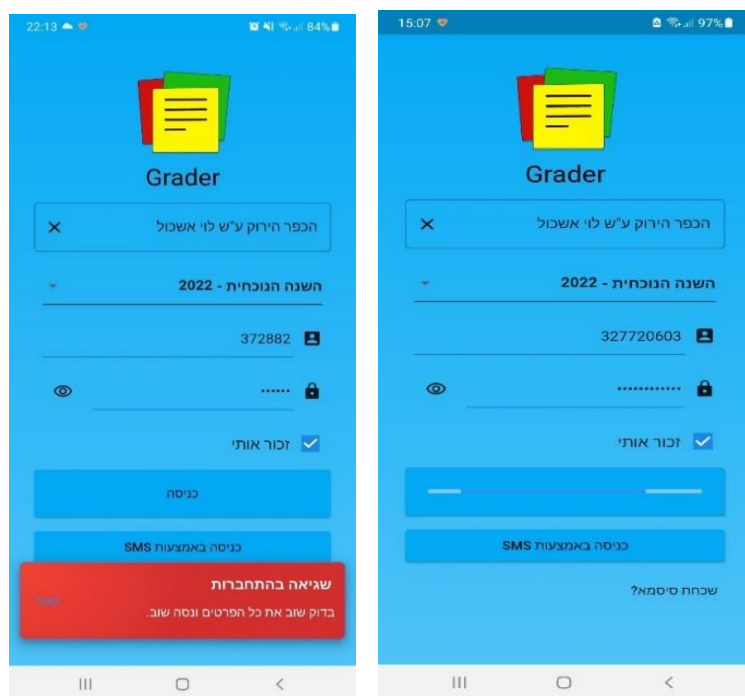 22:13
84%
Grader
הכפר הירוק ע"ש לוי אשכול
השנה הנוכחית - 2022
372882
······
זכור אותי
כניסה
כניסה באמצעות SMS
שגיאה בהתחברות
בדוק שוב את כל הפרטים ונסה שוב.
15:07
97%
Grader
הכפר הירוק ע"ש לוי אשכול
השנה הנוכחית - 2022
327720603
············
זכור אותי
כניסה באמצעות SMS
שכחת סיסמא?